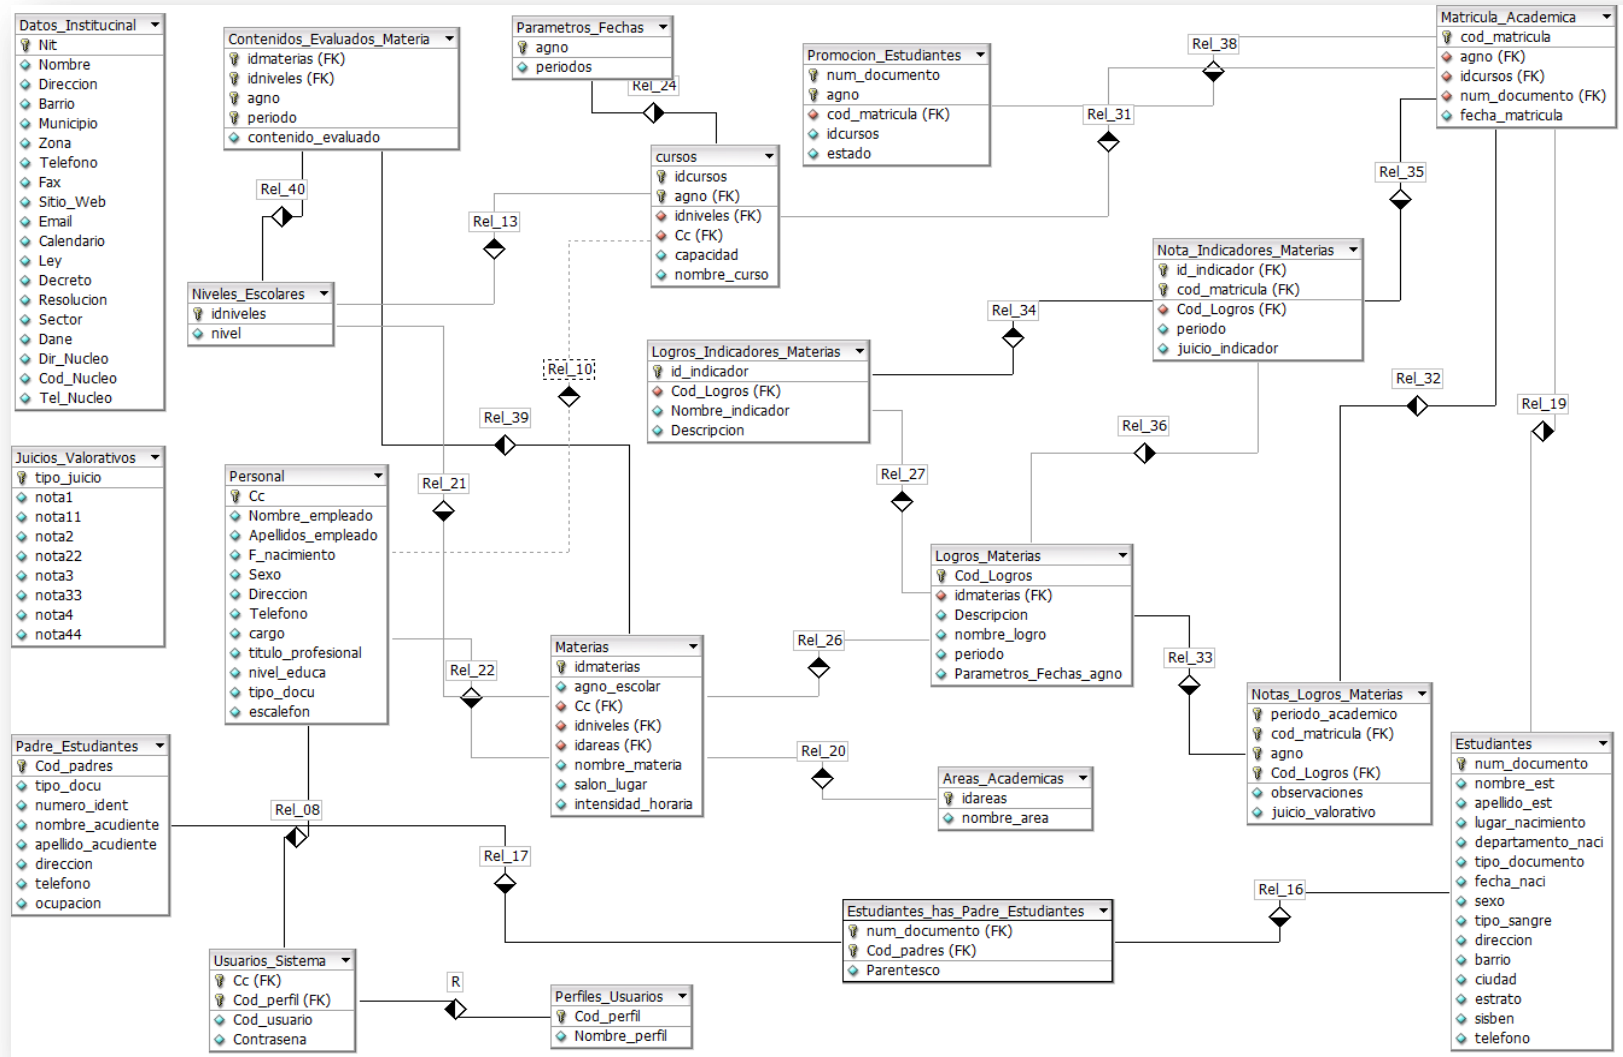 Datos_Institucinal
Nit
Nombre
Direccion
Barrio
Municipio
Zona
Telefono
Fax
Sitio_Web
Email
Calendario
Ley
Decreto
Resolucion
Sector
Dane
Dir_Nucleo
Cod_Nucleo
Tel_Nucleo
Contenidos_Evaluados_Materia
idmaterias (FK)
idniveles (FK)
agno
periodo
contenido_evaluado
Parametros_Fechas
agno
periodos
Rel_24
Promocion_Estudiantes
num_documento
agno
cod_matricula (FK)
idcursos
estado
Rel_38
Matricula_Academica
cod_matricula
agno (FK)
idcursos (FK)
num_documento (FK)
fecha_matricula
Rel_31
Rel_40
Rel_13
cursos
idcursos
agno (FK)
idniveles (FK)
Cc (FK)
capacidad
nombre_curso
Rel_35
Niveles_Escolares
idniveles
nivel
Nota_Indicadores_Materias
id_indicador (FK)
cod_matricula (FK)
Cod_Logros (FK)
periodo
juicio_indicador
Rel_34
Rel_10
Logros_Indicadores_Materias
id_indicador
Cod_Logros (FK)
Nombre_indicador
Descripcion
Rel_32
Rel_19
Rel_39
Rel_36
Rel_27
Rel_21
Juicios_Valorativos
tipo_juicio
nota1
nota11
nota2
nota22
nota3
nota33
nota4
nota44
Personal
Cc
Nombre_empleado
Apellidos_empleado
F_nacimiento
Sexo
Direccion
Telefono
cargo
titulo_profesional
nivel_educa
tipo_docu
escalefon
Rel_22
Logros_Materias
Cod_Logros
idmaterias (FK)
Descripcion
nombre_logro
periodo
Parametros_Fechas_agno
Rel_26
Rel_33
Materias
idmaterias
agno_escolar
Cc (FK)
idniveles (FK)
idareas (FK)
nombre_materia
salon_lugar
intensidad_horaria
Rel_20
Areas_Academicas
idareas
nombre_area
Notas_Logros_Materias
periodo_academico
cod_matricula (FK)
agno
Cod_Logros (FK)
observaciones
juicio_valorativo
Estudiantes
num_documento
nombre_est
apellido_est
lugar_nacimiento
departamento_naci
tipo_documento
fecha_naci
sexo
tipo_sangre
direccion
barrio
ciudad
estrato
sisben
telefono
Padre_Estudiantes
Cod_padres
tipo_docu
numero_ident
nombre_acudiente
apellido_acudiente
direccion
telefono
ocupacion
Rel_08
Rel_17
Rel_16
Estudiantes_has_Padre_Estudiantes
num_documento (FK)
Cod_padres (FK)
Parentesco
Usuarios_Sistema
Cc (FK)
Cod_perfil (FK)
Cod_usuario
Contrasena
R
Perfiles_Usuarios
Cod_perfil
Nombre_perfil